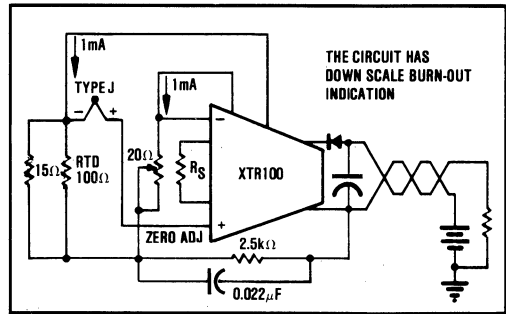 1mA
TYPE J
−
+
1mA
THE CIRCUIT HAS
DOWN SCALE BURN-OUT
INDICATION
15Ω
RTD
100Ω
20Ω
RS
−
XTR100
+
ZERO ADJ
2.5kΩ
0.022μF